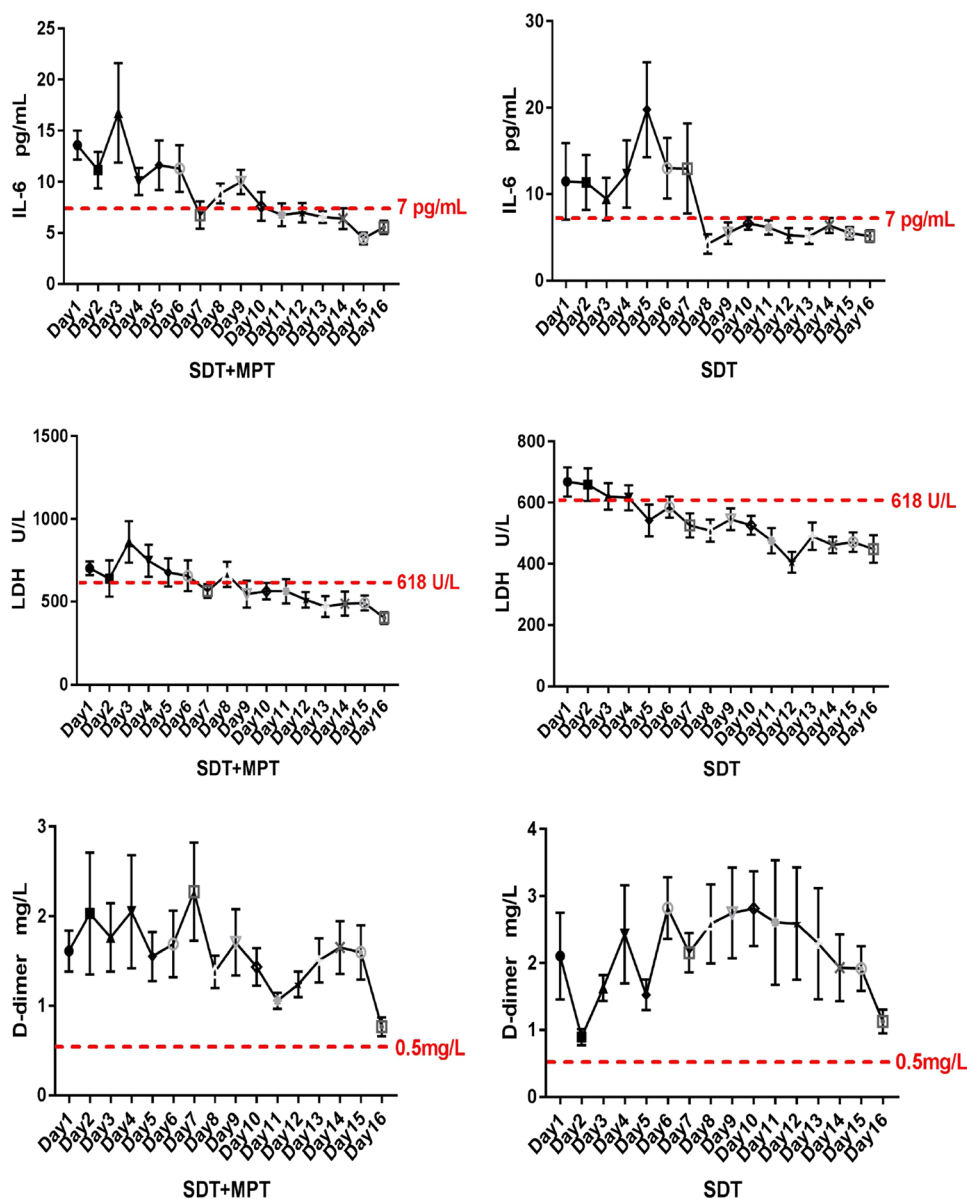 25
20
15
10
5
0
IL-6 pg/mL
7 pg/mL
Day1
Day2
Day3
Day4
Day5
Day6
Day7
Day8
Day9
Day10
Day11
Day12
Day13
Day14
Day15
Day16
SDT+MPT
30
20
10
0
IL-6 pg/mL
7 pg/mL
Day1
Day2
Day3
Day4
Day5
Day6
Day7
Day8
Day9
Day10
Day11
Day12
Day13
Day14
Day15
Day16
SDT
1500
1000
500
0
LDH U/L
618 U/L
Day1
Day2
Day3
Day4
Day5
Day6
Day7
Day8
Day9
Day10
Day11
Day12
Day13
Day14
Day15
Day16
SDT+MPT
800
600
400
200
0
LDH U/L
618 U/L
Day1
Day2
Day3
Day4
Day5
Day6
Day7
Day8
Day9
Day10
Day11
Day12
Day13
Day14
Day15
Day16
SDT
3
2
1
0
D-dimer mg/L
0.5mg/L
Day1
Day2
Day3
Day4
Day5
Day6
Day7
Day8
Day9
Day10
Day11
Day12
Day13
Day14
Day15
Day16
SDT+MPT
4
3
2
1
0
D-dimer mg/L
0.5mg/L
Day1
Day2
Day3
Day4
Day5
Day6
Day7
Day8
Day9
Day10
Day11
Day12
Day13
Day14
Day15
Day16
SDT